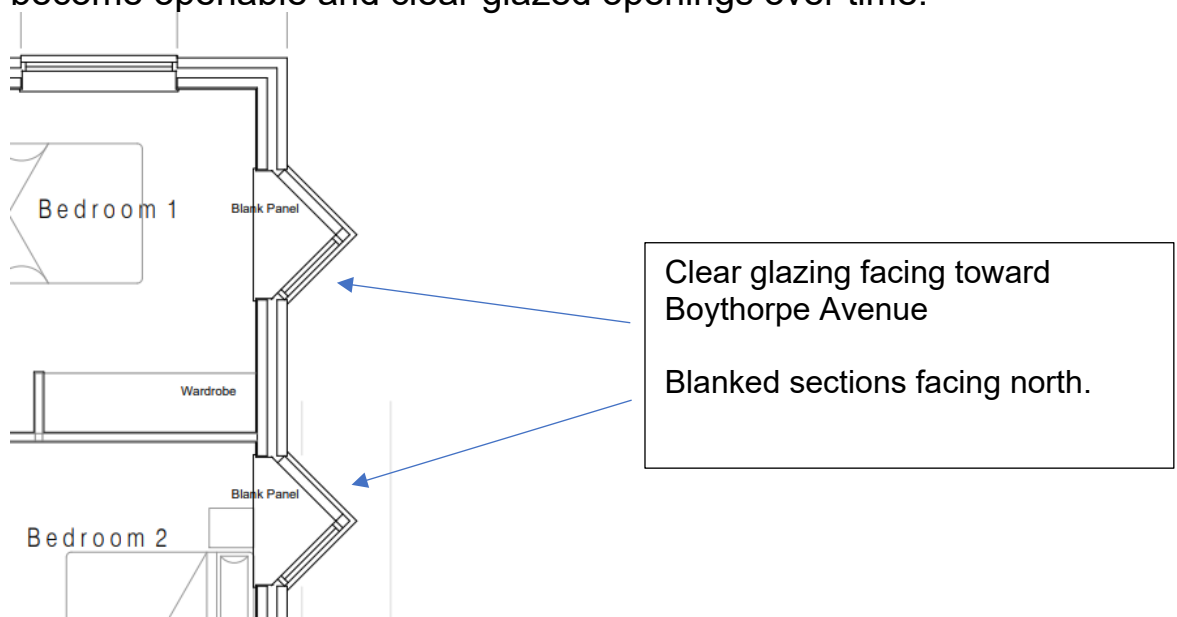 become openable and clear glazed openings over time.
Bedroom 1
Blank Panel
Clear glazing facing toward
Boythorpe Avenue
Blanked sections facing north.
Wardrobe
Blank Panel
Bedroom 2